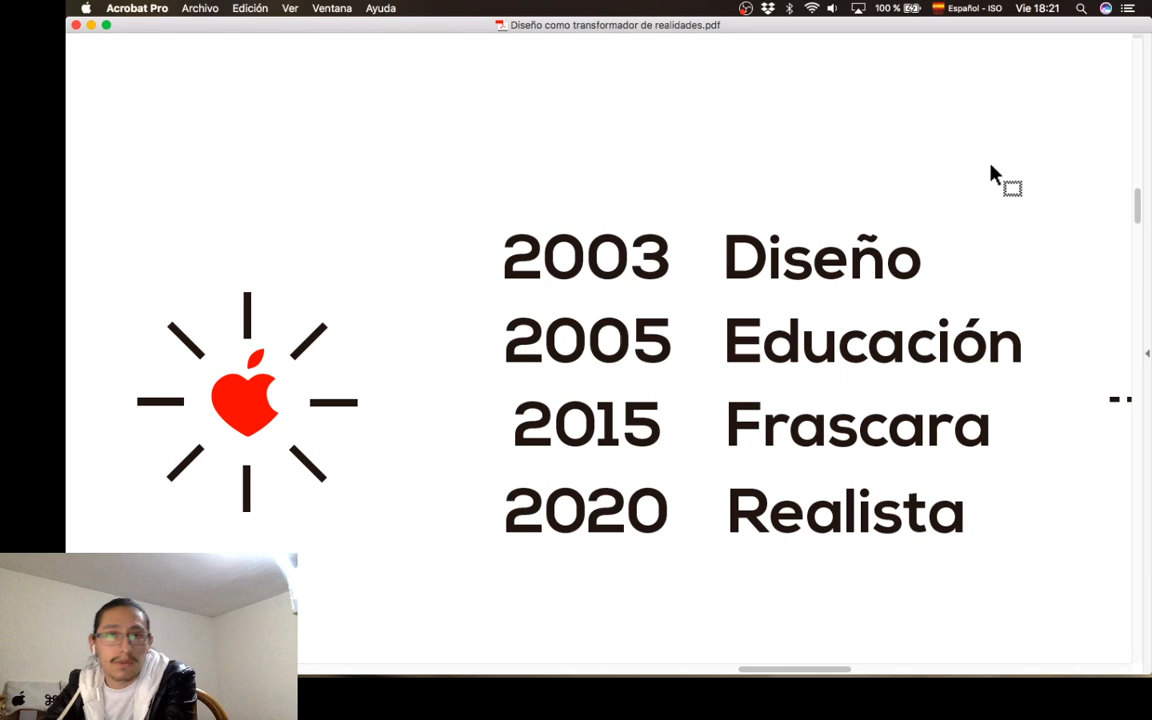 Acrobat Pro Archivo Edición Ver Ventana Ayuda 100 % Español - ISO Vie 18:21
Diseño como transformador de realidades.pdf
2003 Diseño
2005 Educación
2015 Frascara
2020 Realista